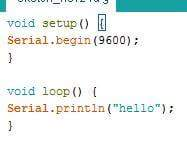 void setup() {
Serial.begin(9600);
}
void loop() {
Serial.println("hello");
}